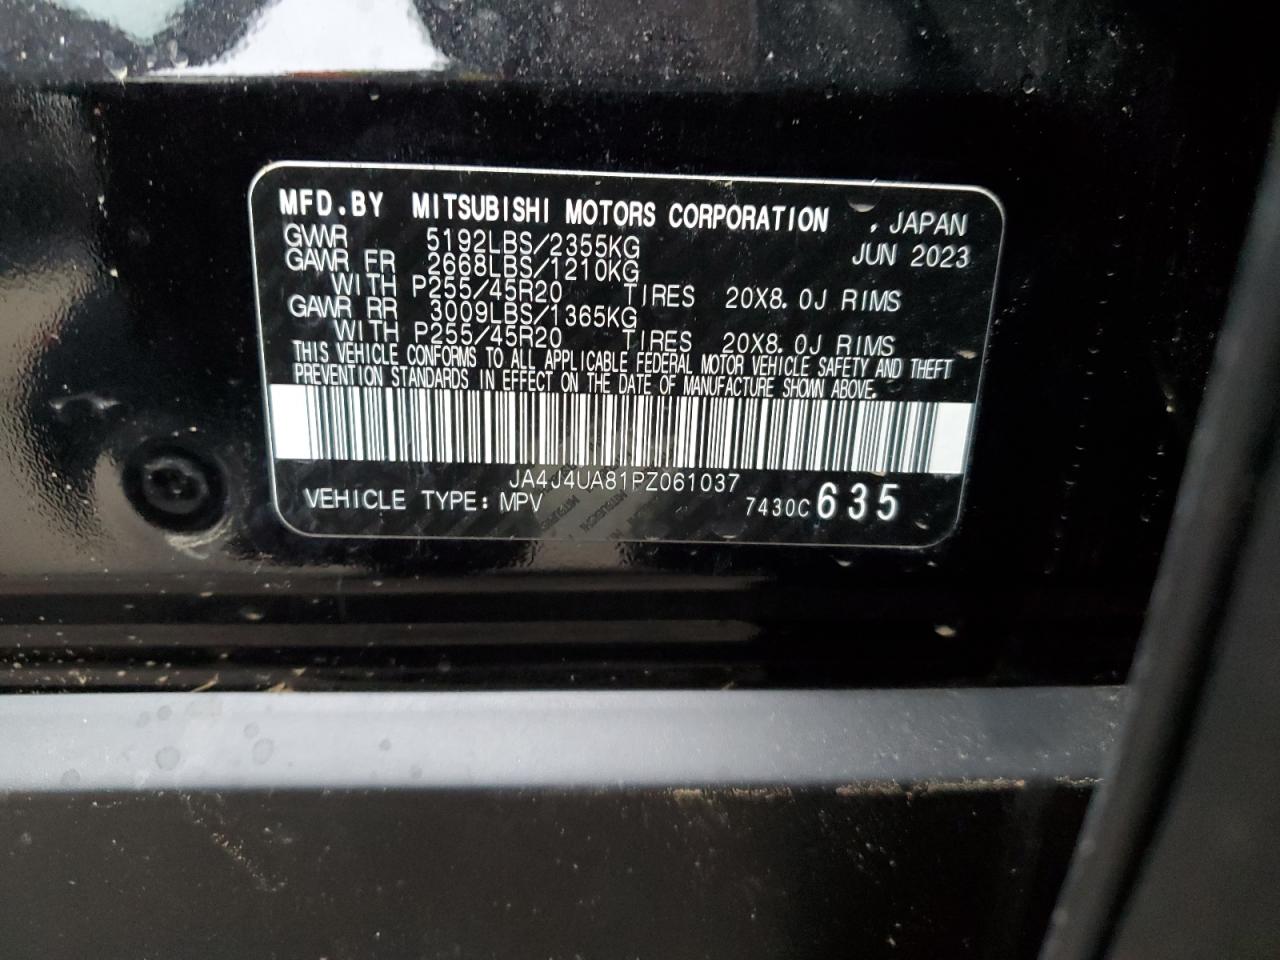 MFD.BY MITSUBISHI MOTORS CORPORATION , JAPAN
GVWR 5192LBS/2355KG JUN 2023
GAWR FR 2668LBS/1210KG
WITH P255/45R20 TIRES 20X8.0J RIMS
GAWR RR 3009LBS/1365KG
WITH P255/45R20 TIRES 20X8.0J RIMS
THIS VEHICLE CONFORMS TO ALL APPLICABLE FEDERAL MOTOR VEHICLE SAFETY AND THEFT
PREVENTION STANDARDS IN EFFECT ON THE DATE OF MANUFACTURE SHOWN ABOVE.
JA4J4UA81PZ061037
VEHICLE TYPE: MPV 7430C 635